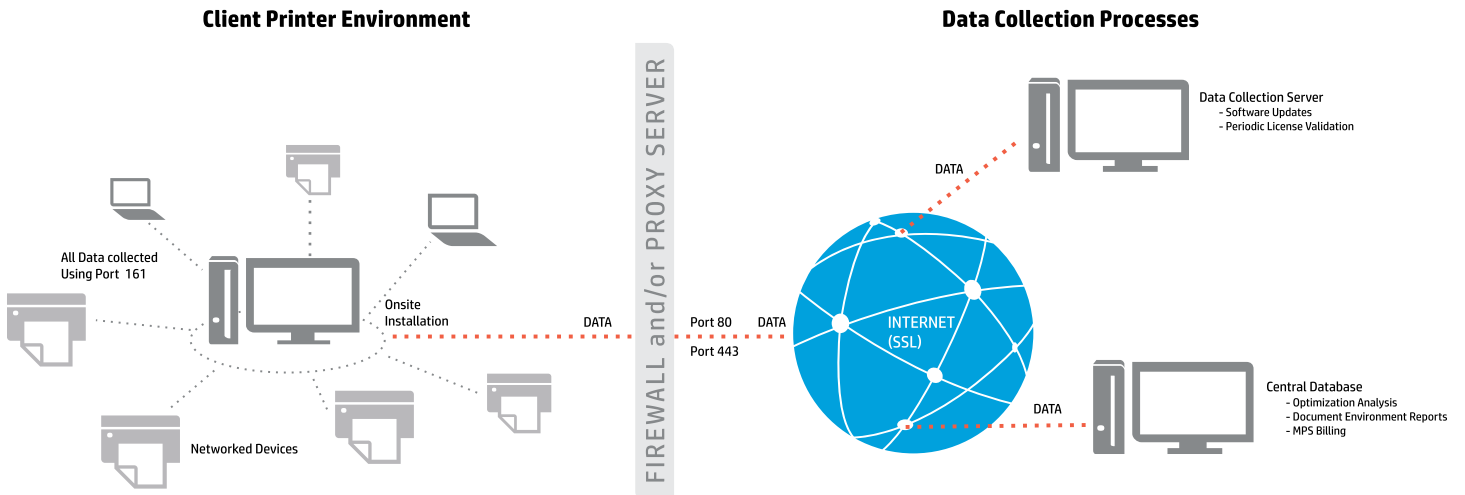 Client Printer Environment
Data Collection Processes
All Data collected
Using Port 161
Onsite
Installation
Networked Devices
DATA
FIREWALL and/or PROXY SERVER
Port 80
DATA
Port 443
INTERNET
(SSL)
DATA
Data Collection Server
- Software Updates
- Periodic License Validation
DATA
Central Database
- Optimization Analysis
- Document Environment Reports
- MPS Billing